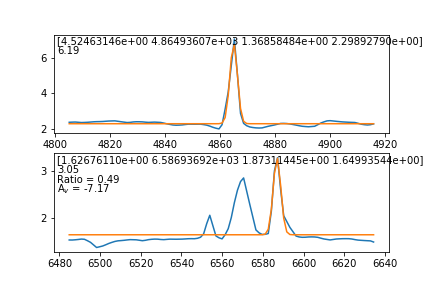 [4.52463146e+00 4.86493607e+03 1.36858484e+00 2.29892790e+00]
6.19
6
4
2
4800 4820 4840 4860 4880 4900 4920
[1.62676110e+00 6.58693692e+03 1.87311445e+00 1.64993544e+00]
3.05
Ratio = 0.49
Av = -7.17
3
2
6480 6500 6520 6540 6560 6580 6600 6620 6640